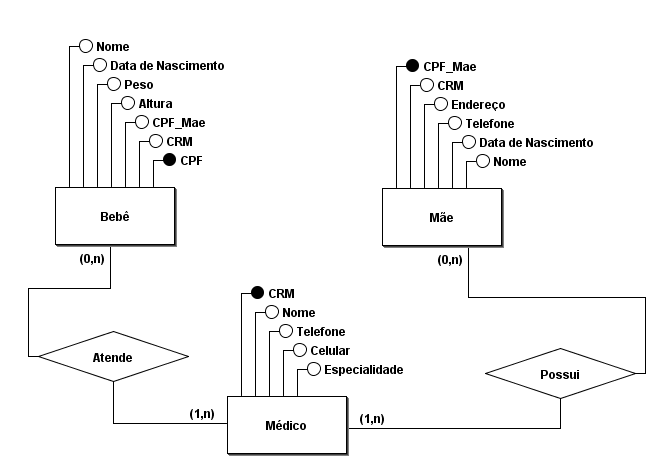 Nome
Data de Nascimento
Peso
Altura
CPF_Mae
CRM
CPF
Bebê
(0,n)
CPF_Mae
CRM
Endereço
Telefone
Data de Nascimento
Nome
Mãe
(0,n)
CRM
Nome
Telefone
Celular
Especialidade
Atende
Possui
(1,n)
Médico
(1,n)